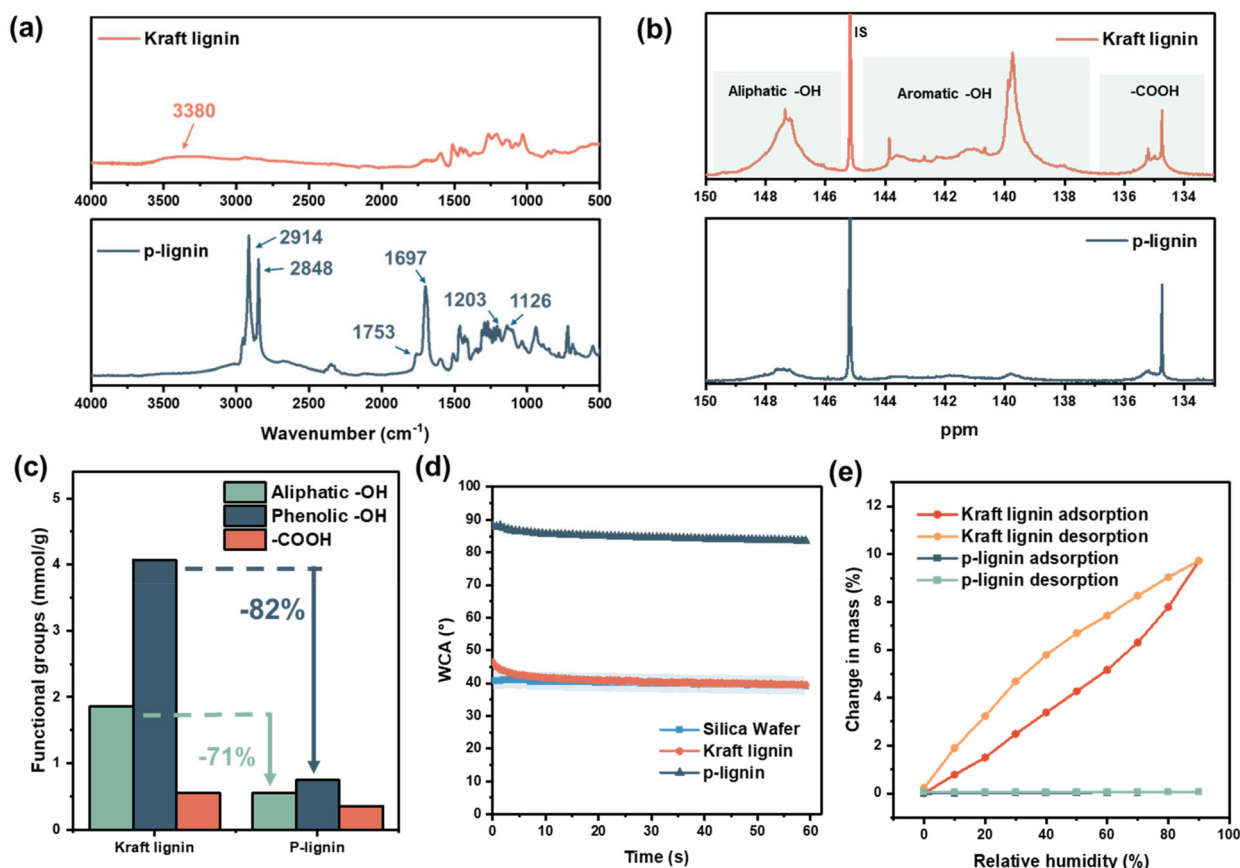 (a)
Kraft lignin
3380
4000 3500 3000 2500 2000 1500 1000 500
p-lignin
2914
2848
1697
1753
1203
1126
4000 3500 3000 2500 2000 1500 1000 500
Wavenumber (cm⁻¹)
(b)
IS
Kraft lignin
Aliphatic -OH
Aromatic -OH
-COOH
150 148 146 144 142 140 138 136 134
p-lignin
150 148 146 144 142 140 138 136 134
ppm
(c)
Functional groups (mmol/g)
5
4
3
2
1
0
Aliphatic -OH
Phenolic -OH
-COOH
-82%
-71%
Kraft lignin
P-lignin
(d)
WCA (°)
100
90
80
70
60
50
40
30
20
10
0
Silica Wafer
Kraft lignin
p-lignin
0 10 20 30 40 50 60
Time (s)
(e)
Change in mass (%)
12
10
8
6
4
2
0
Kraft lignin adsorption
Kraft lignin desorption
p-lignin adsorption
p-lignin desorption
0 20 40 60 80 100
Relative humidity (%)